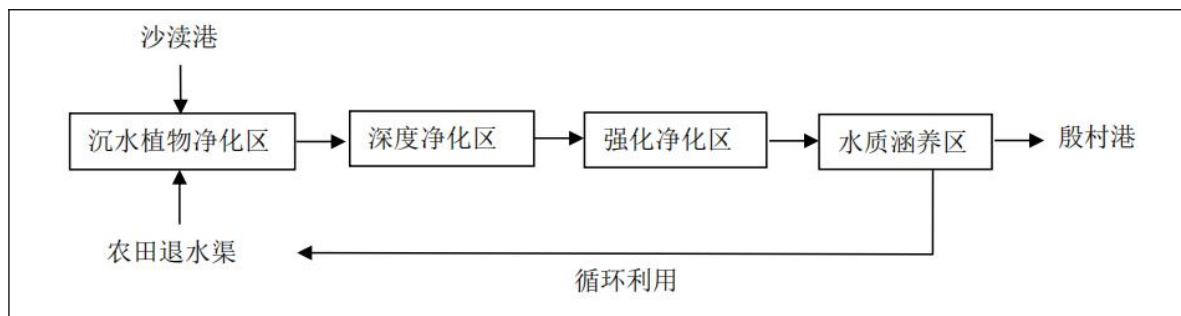 沙渎港
沉水植物净化区
深度净化区
强化净化区
水质涵养区
殷村港
农田退水渠
循环利用